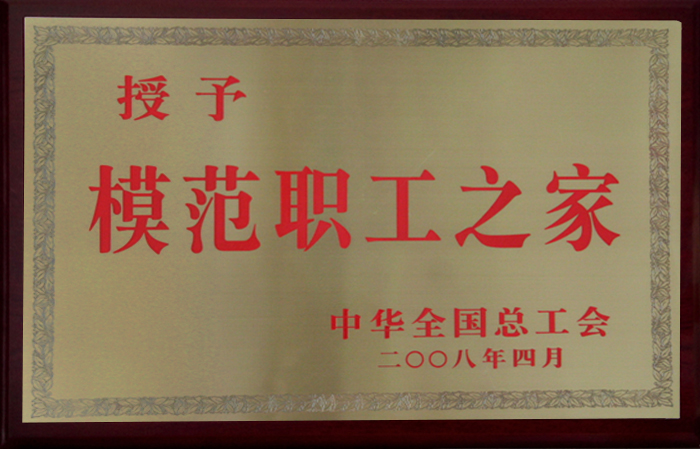 授予
模范职工之家
中华全国总工会
二〇〇八年四月